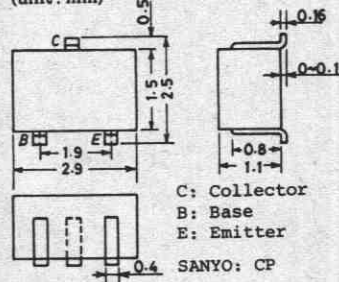 (unit: mm)
0.5
C
0.16
1.5
2.5
0~0.1
B
E
1.9
0.8
2.9
1.1
C: Collector
B: Base
E: Emitter
0.4
SANYO: CP